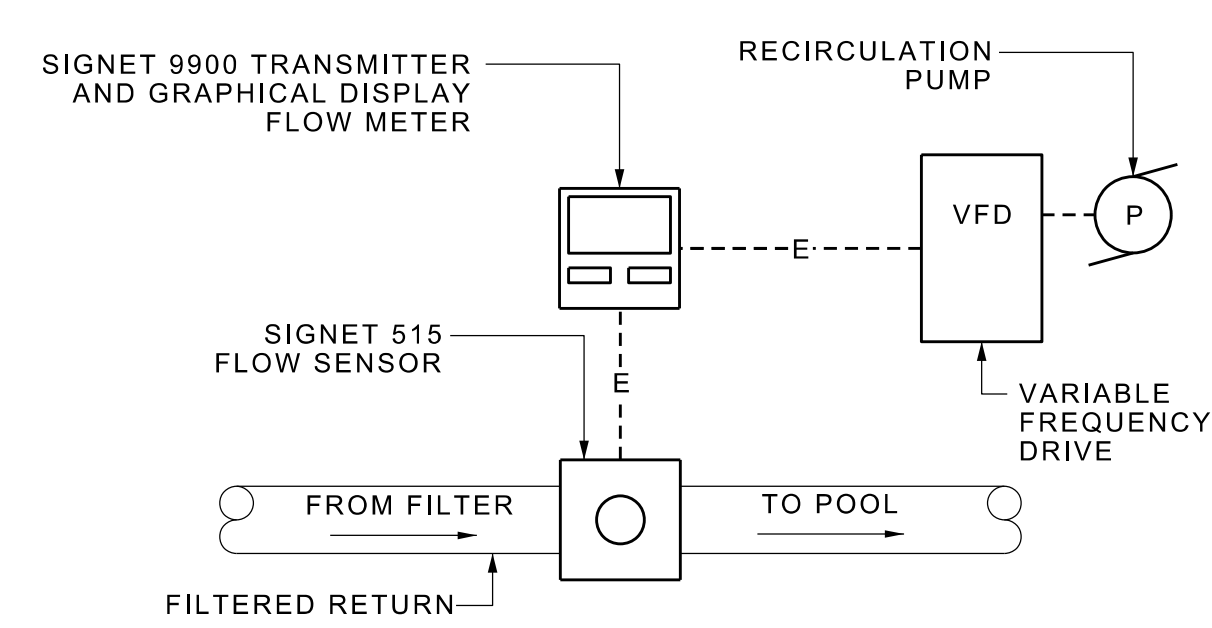 SIGNET 9900 TRANSMITTER
AND GRAPHICAL DISPLAY
FLOW METER
RECIRCULATION
PUMP
VFD
P
E
SIGNET 515
FLOW SENSOR
E
VARIABLE
FREQUENCY
DRIVE
FROM FILTER
TO POOL
FILTERED RETURN